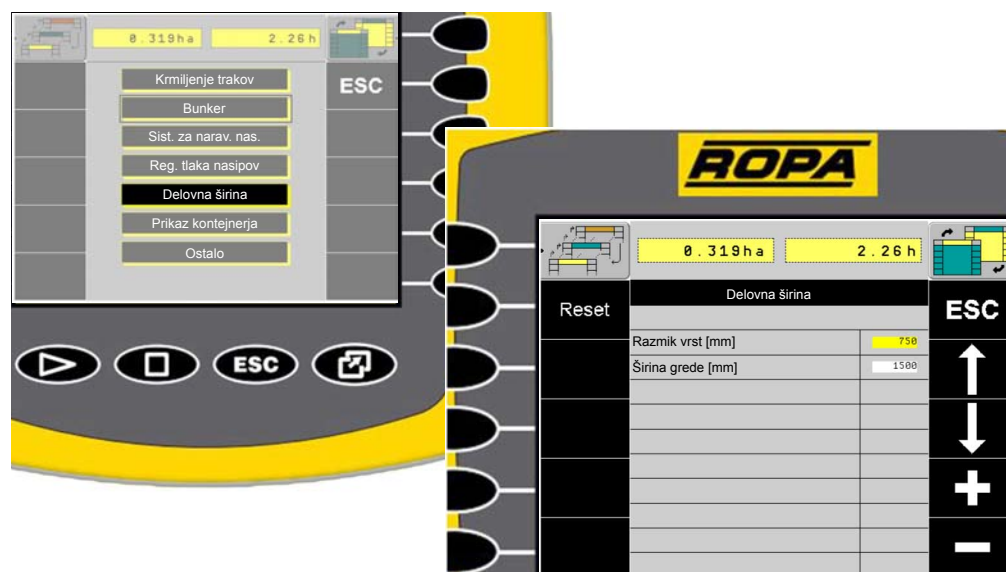 0.319ha 2.26h
ESC
Krmiljenje trakov
Bunker
Sist. za narav. nas.
Reg. tlaka nasipov
Delovna širina
Prikaz kontejnerja
Ostalo
ESC
ROPA
0.319ha 2.26h
Reset
Delovna širina
ESC
Razmik vrst [mm] 750
Širina grede [mm] 1500